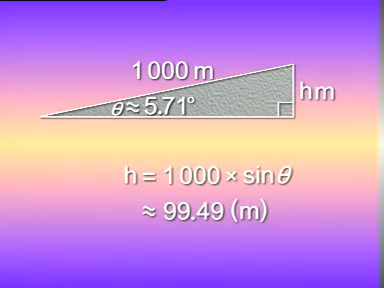 1000 m
hm
θ≈5.71°
h = 1000 × sinθ
≈ 99.49 (m)